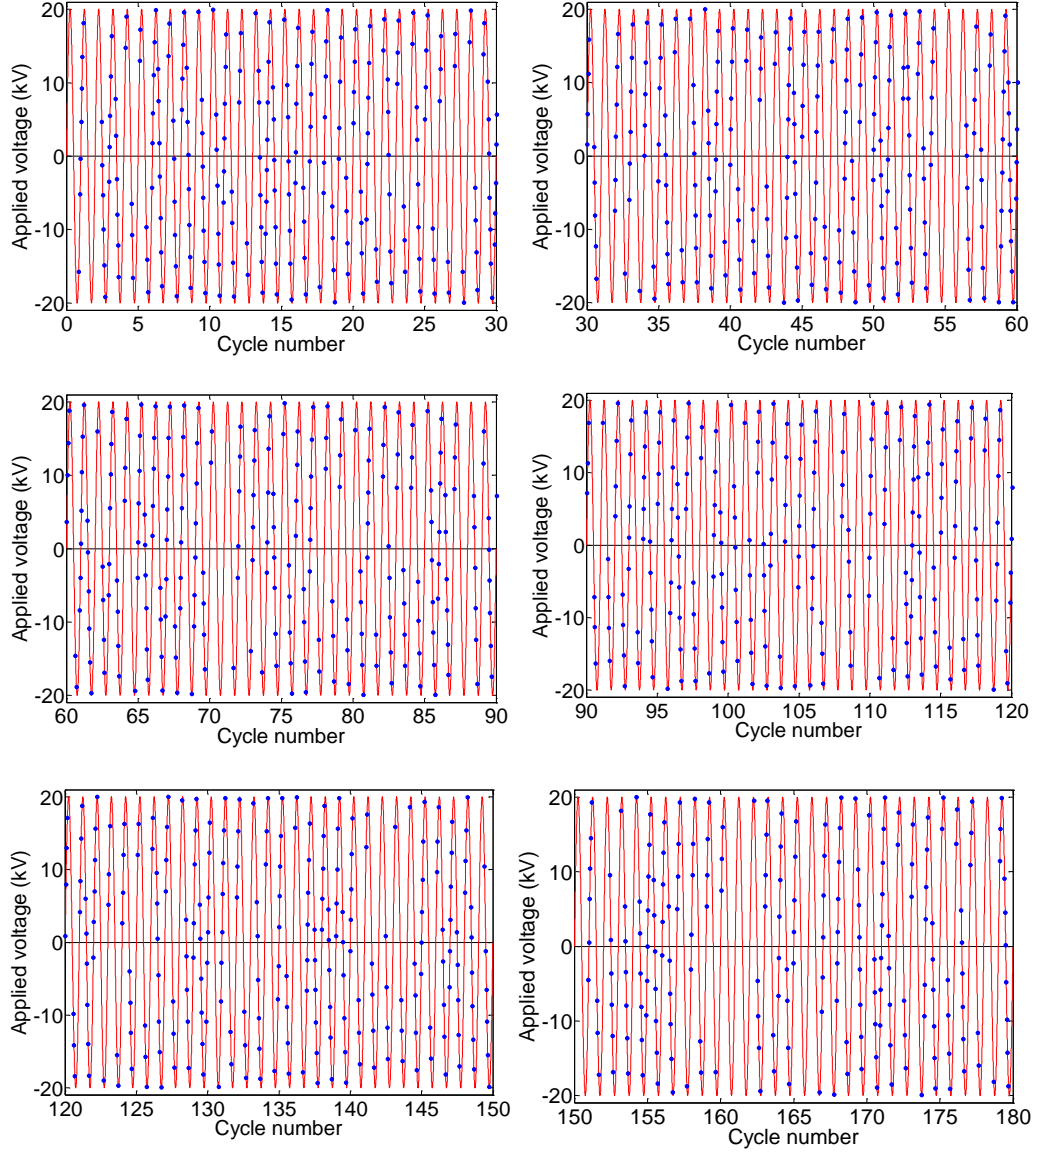 20
10
0
-10
-20
0 5 10 15 20 25 30
Applied voltage (kV)
Cycle number
20
10
0
-10
-20
30 35 40 45 50 55 60
Applied voltage (kV)
Cycle number
20
10
0
-10
-20
60 65 70 75 80 85 90
Applied voltage (kV)
Cycle number
20
10
0
-10
-20
90 95 100 105 110 115 120
Applied voltage (kV)
Cycle number
20
10
0
-10
-20
120 125 130 135 140 145 150
Applied voltage (kV)
Cycle number
20
10
0
-10
-20
150 155 160 165 170 175 180
Applied voltage (kV)
Cycle number